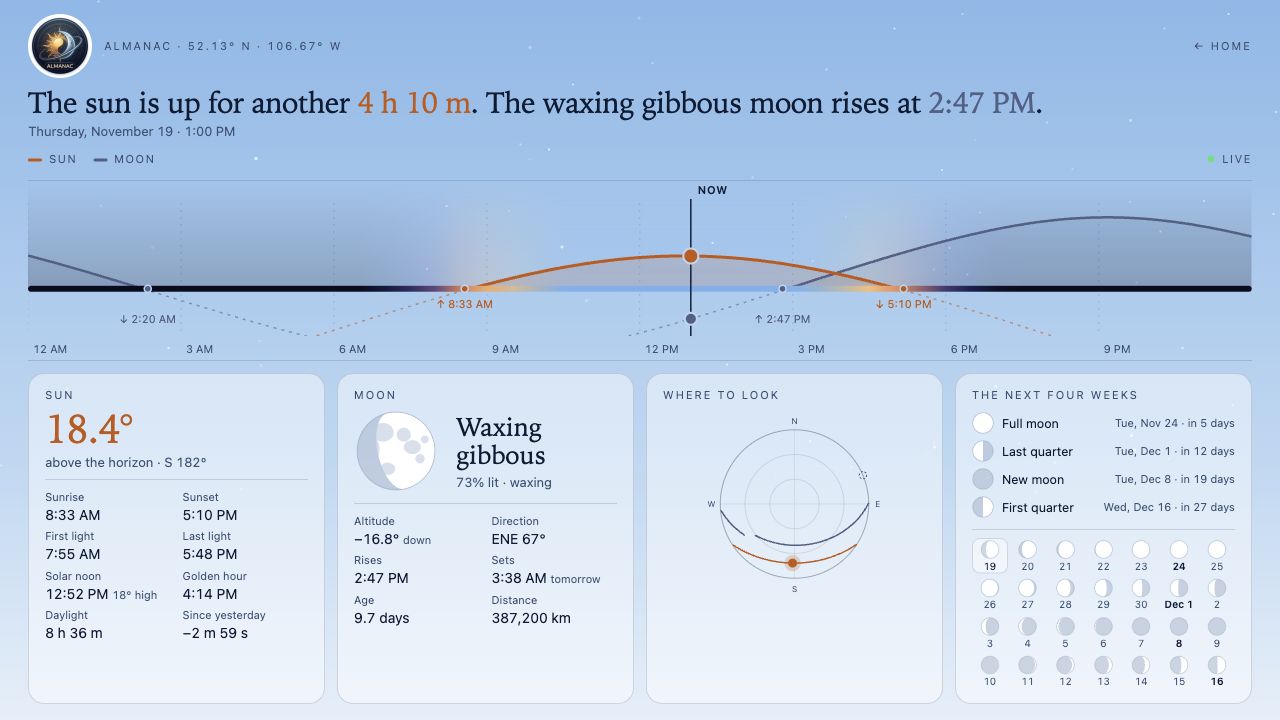 ALMANAC
ALMANAC · 52.13° N · 106.67° W
← HOME
The sun is up for another 4 h 10 m. The waxing gibbous moon rises at 2:47 PM.
Thursday, November 19 · 1:00 PM
SUN
MOON
LIVE
NOW
↑ 8:33 AM
↓ 5:10 PM
↓ 2:20 AM
↑ 2:47 PM
12 AM
3 AM
6 AM
9 AM
12 PM
3 PM
6 PM
9 PM
SUN
18.4°
above the horizon · S 182°
Sunrise
8:33 AM
Sunset
5:10 PM
First light
7:55 AM
Last light
5:48 PM
Solar noon
12:52 PM 18° high
Golden hour
4:14 PM
Daylight
8 h 36 m
Since yesterday
−2 m 59 s
MOON
Waxing
gibbous
73% lit · waxing
Altitude
−16.8° down
Direction
ENE 67°
Rises
2:47 PM
Sets
3:38 AM tomorrow
Age
9.7 days
Distance
387,200 km
WHERE TO LOOK
N
W
E
S
THE NEXT FOUR WEEKS
Full moon Tue, Nov 24 · in 5 days
Last quarter Tue, Dec 1 · in 12 days
New moon Tue, Dec 8 · in 19 days
First quarter Wed, Dec 16 · in 27 days
19 20 21 22 23 24 25
26 27 28 29 30 Dec 1 2
3 4 5 6 7 8 9
10 11 12 13 14 15 16